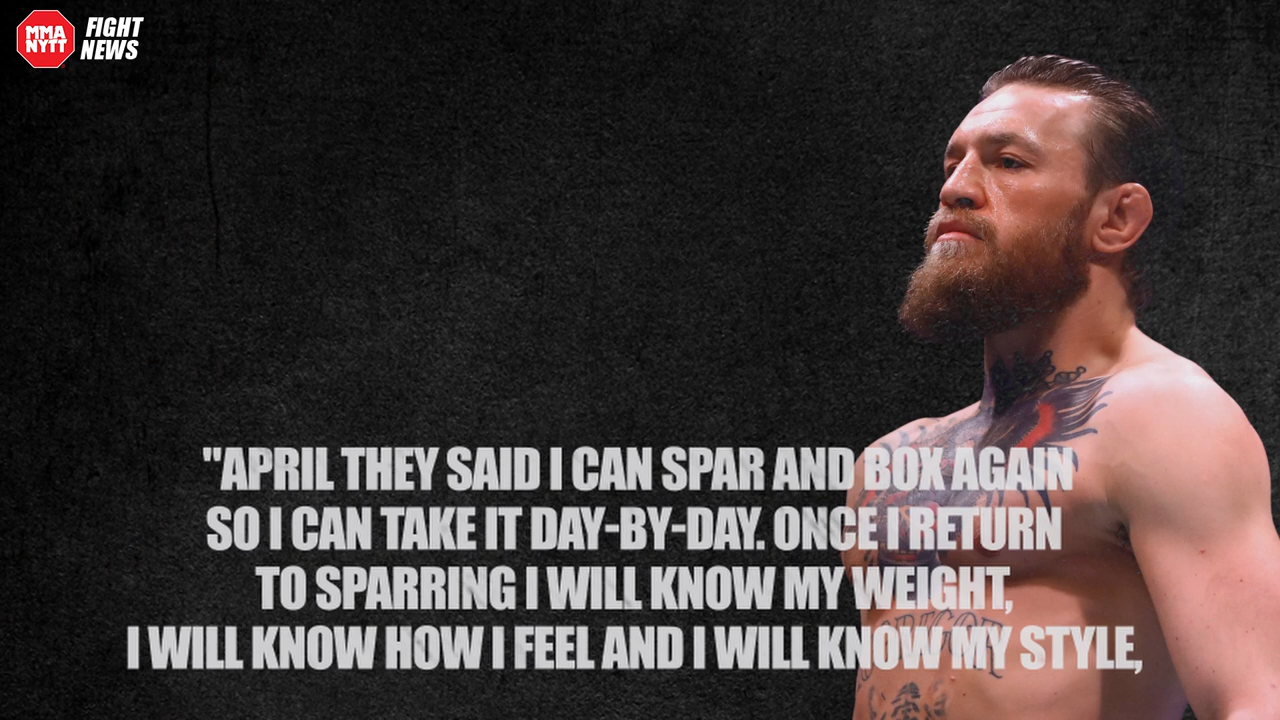 MMA
NYTT
FIGHT
NEWS
"APRIL THEY SAID I CAN SPAR AND BOX AGAIN
SO I CAN TAKE IT DAY-BY-DAY. ONCE I RETURN
TO SPARRING I WILL KNOW MY WEIGHT,
I WILL KNOW HOW I FEEL AND I WILL KNOW MY STYLE,